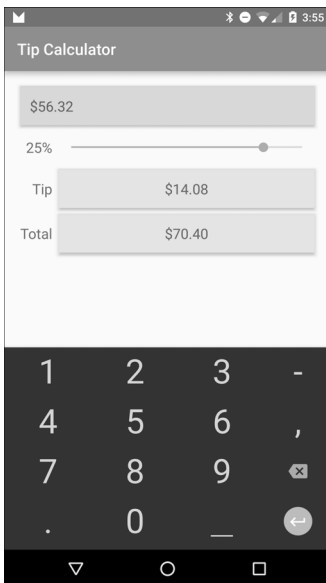 3:55
Tip Calculator
$56.32
25%
Tip $14.08
Total $70.40
1 2 3 -
4 5 6 ,
7 8 9
. 0 _